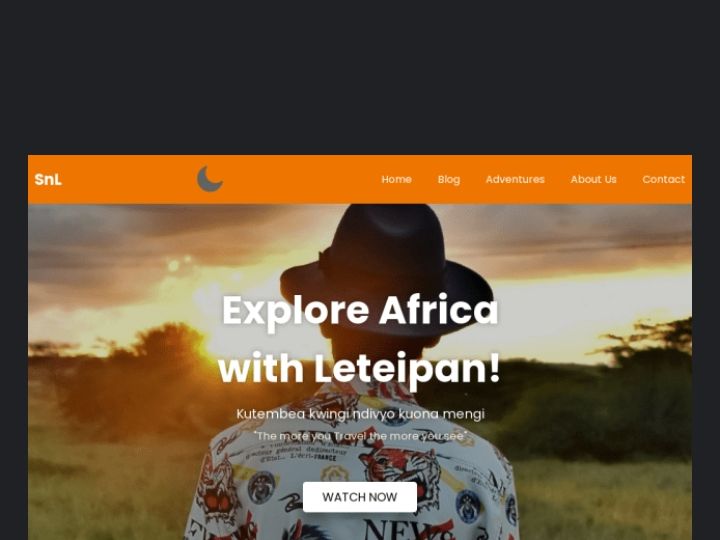 SnL
Home Blog Adventures About Us Contact
Explore Africa
with Leteipan!
Kutembea kwingi ndivyo kuona mengi
"The more you Travel the more you see"
WATCH NOW